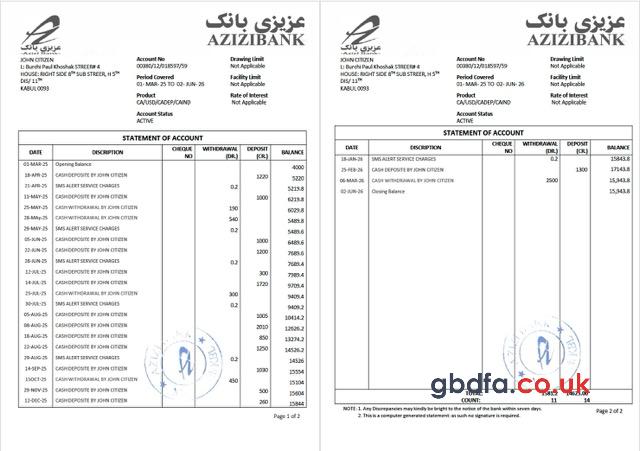 عزیزی بانک
AZIZIBANK
عزیزی بانک
Azizi Bank
JOHN CITIZEN
L: Burchi Paul Khoshak STREER# 4
HOUSE: RIGHT SIDE 8TH SUB STREER, H 5TH
DIS/ 11TH
KABUL 0093
Account No
00380/12/018597/59
Period Covered
01- MAR- 25 TO 02- JUN- 26
Product
CA/USD/CADEP/CAIND
Account Status
ACTIVE
Drawing Limit
Not Applicable
Facility Limit
Not Applicable
Rate of Interest
Not Applicable
STATEMENT OF ACCOUNT
DATE DISCRIPTION CHEQUE NO WITHDRAWAL (DR.) DEPOSIT (CR.) BALANCE
01-MAR-25 Opening Balance 4000
18-APR-25 CASH DEPOSITE BY JOHN CITIZEN 1220 5220
21-APR-25 SMS ALERT SERVICE CHARGES 0.2 5219.8
11-MAY-25 CASH DEPOSITE BY JOHN CITIZEN 1000 6219.8
25-MAY-25 CASH WITHDRAWAL BY JOHN CITIZEN 190 6029.8
28-MAY-25 CASH WITHDRAWAL BY JOHN CITIZEN 540 5489.8
29-MAY-25 SMS ALERT SERVICE CHARGES 0.2 5489.6
05-JUN-25 CASH DEPOSITE BY JOHN CITIZEN 1000 6489.6
22-JUN-25 CASH DEPOSITE BY JOHN CITIZEN 1200 7689.6
28-JUN-25 SMS ALERT SERVICE CHARGES 0.2 7689.4
12-JUL-25 CASH DEPOSITE BY JOHN CITIZEN 300 7989.4
14-JUL-25 CASH DEPOSITE BY JOHN CITIZEN 1720 9709.4
25-JUL-25 CASH WITHDRAWAL BY JOHN CITIZEN 300 9409.4
30-JUL-25 SMS ALERT SERVICE CHARGES 0.2 9409.2
05-AUG-25 CASH DEPOSITE BY JOHN CITIZEN 1005 10414.2
08-AUG-25 CASH DEPOSITE BY JOHN CITIZEN 2010 12626.2
18-AUG-25 CASH DEPOSITE BY JOHN CITIZEN 850 13276.2
22-AUG-25 CASH DEPOSITE BY JOHN CITIZEN 1250 14526.2
29-AUG-25 SMS ALERT SERVICE CHARGES 0.2 14526
14-SEP-25 CASH DEPOSITE BY JOHN CITIZEN 1030 15554
15OCT-25 CASH WITHDRAWAL BY JOHN CITIZEN 450 15104
29-NOV-25 CASH DEPOSITE BY JOHN CITIZEN 500 15604
12-DEC-25 CASH DEPOSITE BY JOHN CITIZEN 260 15844
Page 1 of 2
عزیزی بانک
AZIZIBANK
عزیزی بانک
Azizi Bank
JOHN CITIZEN
L: Burchi Paul Khoshak STREER# 4
HOUSE: RIGHT SIDE 8TH SUB STREER, H 5TH
DIS/ 11TH
KABUL 0093
Account No
00380/12/018597/59
Period Covered
01- MAR- 25 TO 02- JUN- 26
Product
CA/USD/CADEP/CAIND
Account Status
ACTIVE
Drawing Limit
Not Applicable
Facility Limit
Not Applicable
Rate of Interest
Not Applicable
STATEMENT OF ACCOUNT
DATE DISCRIPTION CHEQUE NO WITHDRAWAL (DR.) DEPOSIT (CR.) BALANCE
18-JAN-26 SMS ALERT SERVICE CHARGES 0.2 15843.8
25-FEB-26 CASH DEPOSITE BY JOHN CITIZEN 1300 17143.8
06-MAR-26 CASH WITHDRAWAL BY JOHN CITIZEN 2500 15,943.8
02-JUN-26 Closing Balance 15,943.8
gbdfa.co.uk
TOTAL:
COUNT: 11 14
NOTE: 1. Any Discrepancies may kindly be bright to the notice of the bank within seven days.
2. This is a computer generated statement: as such no signature is required.
Page 2 of 2